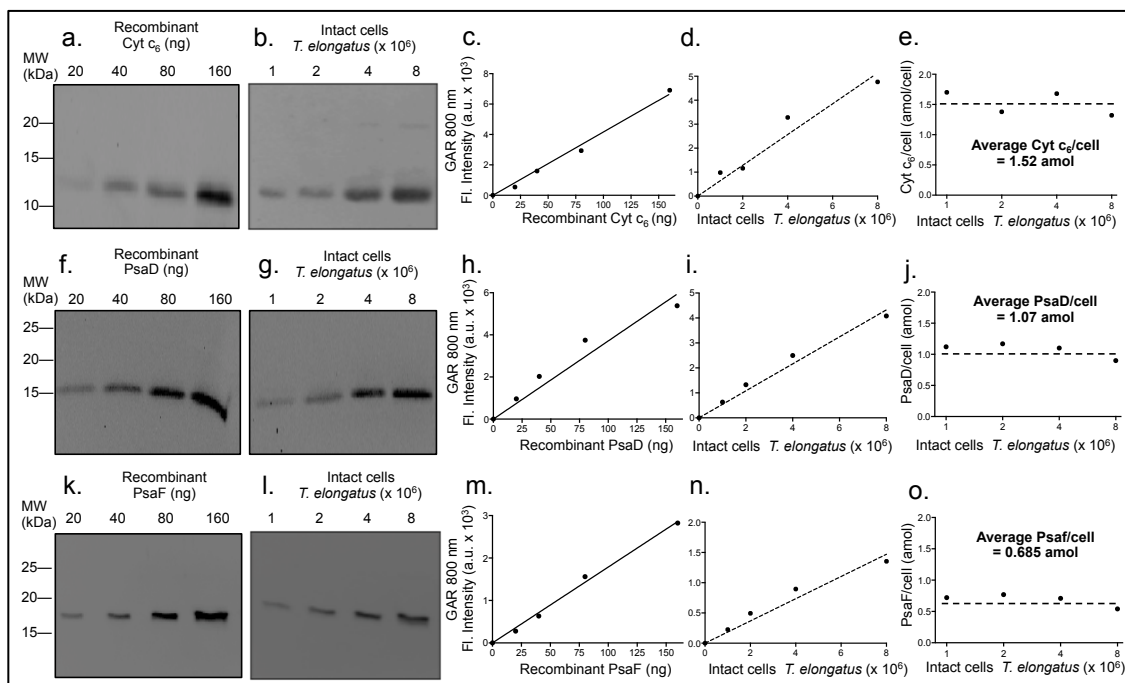 a.
Recombinant
Cyt c₆ (ng)
MW
(kDa)
20 40 80 160
20
15
10
b.
Intact cells
T. elongatus (x 10⁶)
1 2 4 8
c.
GAR 800 nm
Fl. Intensity (a.u. x 10³)
8
6
4
2
0
0 25 50 75 100 125 150
Recombinant Cyt c₆ (ng)
d.
5
4
3
2
1
0
0 2 4 6 8
Intact cells T. elongatus (x 10⁶)
e.
Cyt c₆/cell (amol/cell)
2.0
1.5
1.0
0.5
0.0
Average Cyt c₆/cell
= 1.52 amol
1 2 4 8
Intact cells T. elongatus (x 10⁶)
f.
Recombinant
PsaD (ng)
MW
(kDa)
20 40 80 160
25
20
15
g.
Intact cells
T. elongatus (x 10⁶)
1 2 4 8
h.
GAR 800 nm
Fl. Intensity (a.u. x 10³)
6
4
2
0
0 25 50 75 100 125 150
Recombinant PsaD (ng)
i.
6
5
4
3
2
1
0
0 2 4 6 8
Intact cells T. elongatus (x 10⁶)
j.
PsaD/cell (amol)
2.0
1.5
1.0
0.5
0.0
Average PsaD/cell
= 1.07 amol
1 2 4 8
Intact cells T. elongatus (x 10⁶)
k.
Recombinant
PsaF (ng)
MW
(kDa)
20 40 80 160
25
20
15
l.
Intact cells
T. elongatus (x 10⁶)
1 2 4 8
m.
GAR 800 nm
Fl. Intensity (a.u. x 10³)
3
2
1
0
0 25 50 75 100 125 150
Recombinant PsaF (ng)
n.
2.0
1.5
1.0
0.5
0.0
0 2 4 6 8
Intact cells T. elongatus (x 10⁶)
o.
PsaF/cell (amol)
2.0
1.5
1.0
0.5
0.0
Average Psaf/cell
= 0.685 amol
1 2 4 8
Intact cells T. elongatus (x 10⁶)